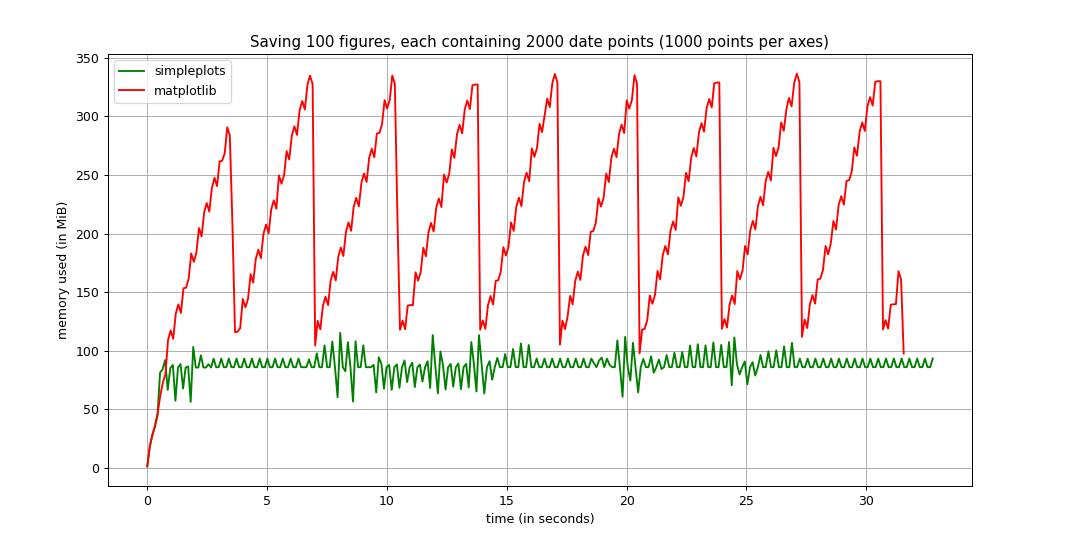 Saving 100 figures, each containing 2000 date points (1000 points per axes)
simpleplots
matplotlib
memory used (in MiB)
350
300
250
200
150
100
50
0
0 5 10 15 20 25 30
time (in seconds)